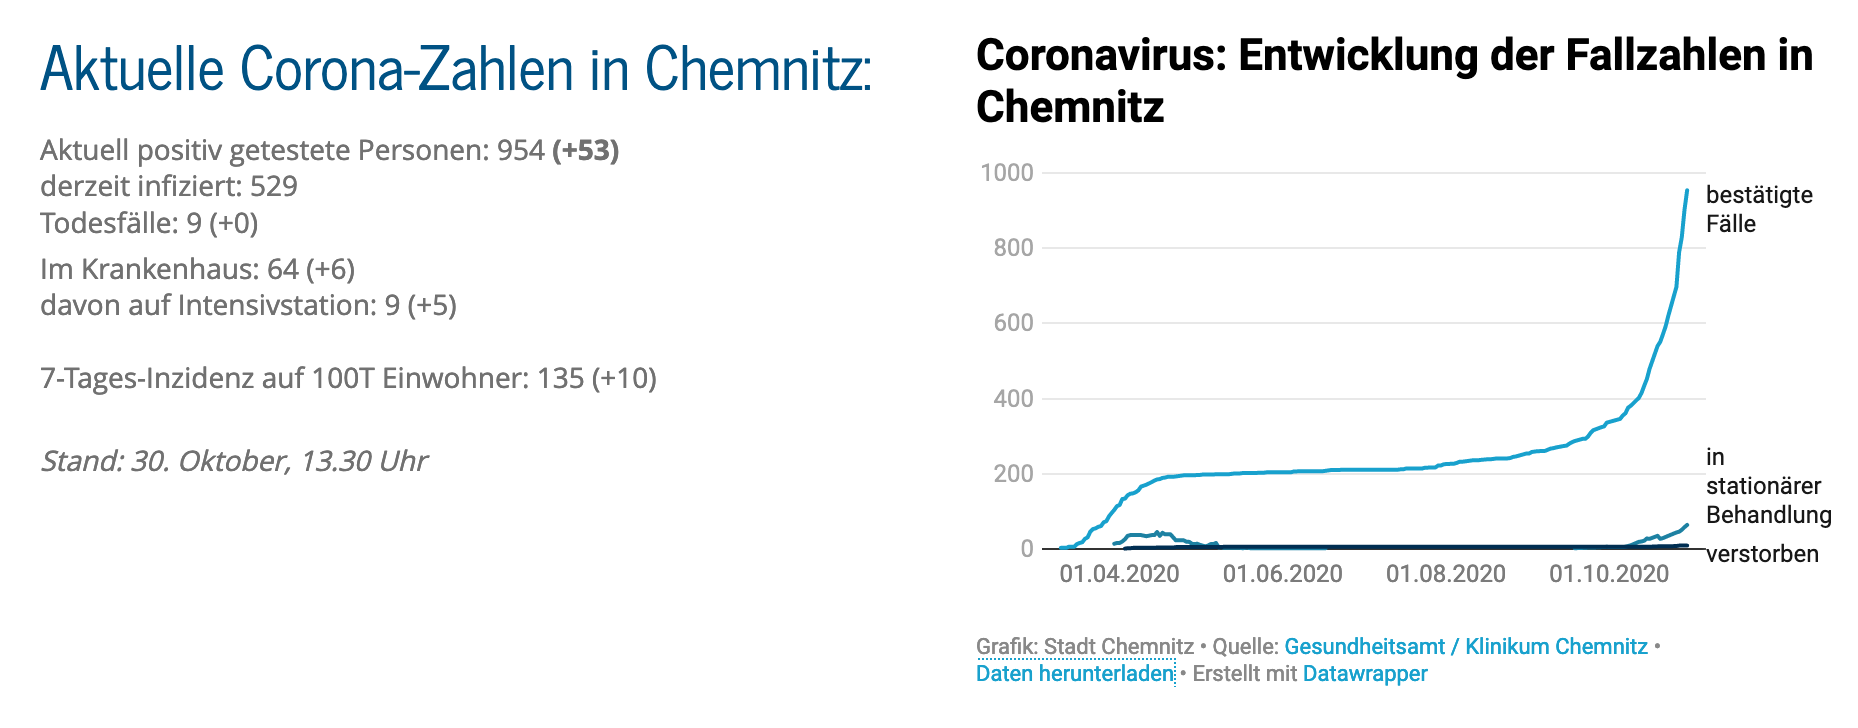 Aktuelle Corona-Zahlen in Chemnitz:
Aktuell positiv getestete Personen: 954 (+53)
derzeit infiziert: 529
Todesfälle: 9 (+0)
Im Krankenhaus: 64 (+6)
davon auf Intensivstation: 9 (+5)
7-Tages-Inzidenz auf 100T Einwohner: 135 (+10)
Stand: 30. Oktober, 13.30 Uhr
Coronavirus: Entwicklung der Fallzahlen in
Chemnitz
1000
800
600
400
200
0
bestätigte
Fälle
in
stationärer
Behandlung
verstorben
01.04.2020 01.06.2020 01.08.2020 01.10.2020
Grafik: Stadt Chemnitz • Quelle: Gesundheitsamt / Klinikum Chemnitz •
Daten herunterladen • Erstellt mit Datawrapper